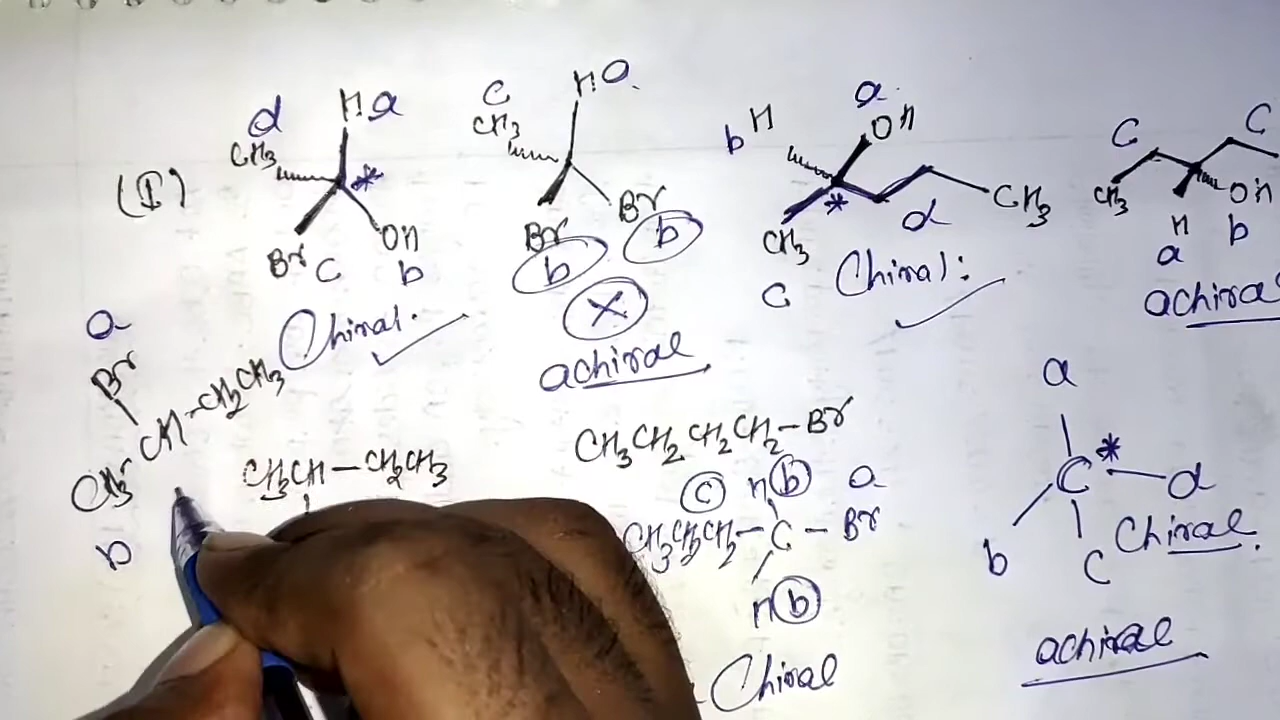 (I)
d
CH3
H a
*
Br c
OH
b
Chiral.
c
CH3
H a
Br
b
Br
b
X
achiral
b H
a
OH
*
CH3
c
d
CH3
Chiral:
C
CH3
C
H
a
OH
b
achiral
a
Br
CH-CH2CH3
CH3
b
CH3CH-CH2CH3
CH3CH2CH2CH2-Br
c H b a
CH3CH2CH2-C-Br
H b
Chiral
a
C*-d
b
c
Chiral.
achiral